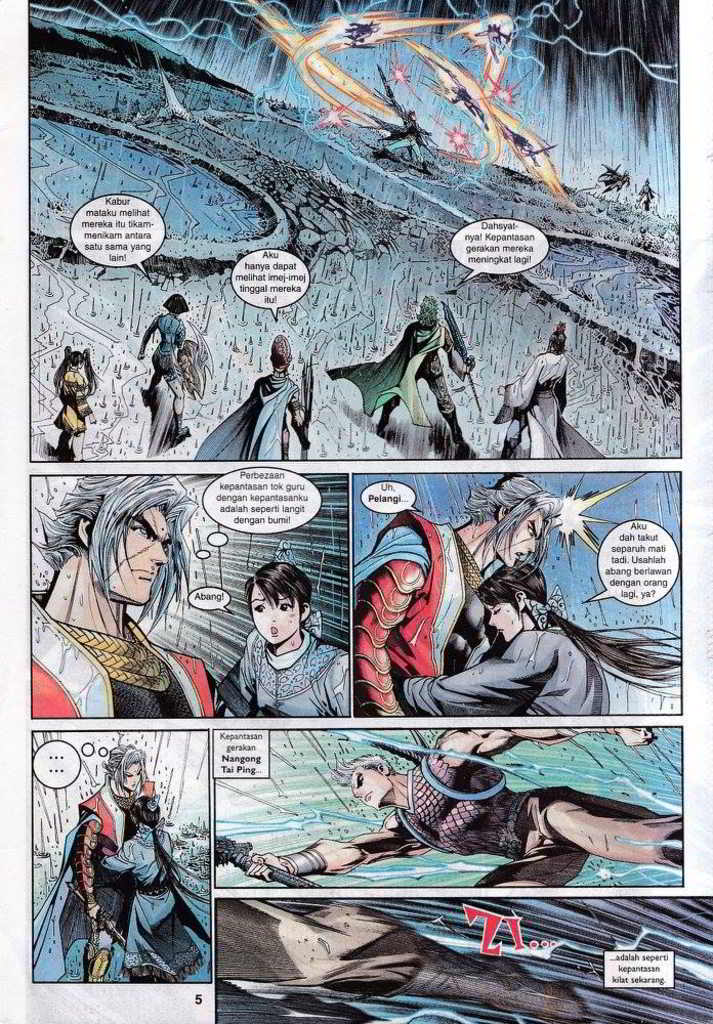 Kabur
mataku melihat
mereka itu tikam-
menikam antara
satu sama yang
lain!
Aku
hanya dapat
melihat imej-imej
tinggal mereka
itu!
Dahsyat-
nya! Kepantasan
gerakan mereka
meningkat lagi!
Perbezaan
kepantasan tok guru
dengan kepantasanku
adalah seperti langit
dengan bumi!
Abang!
Uh,
Pelangi...
Aku
dah takut
separuh mati
tadi. Usahlah
abang berlawan
dengan orang
lagi, ya?
...
...
Kepantasan
gerakan
Nangong
Tai Ping...
ZI...
...adalah seperti
kepantasan
kilat sekarang.
5